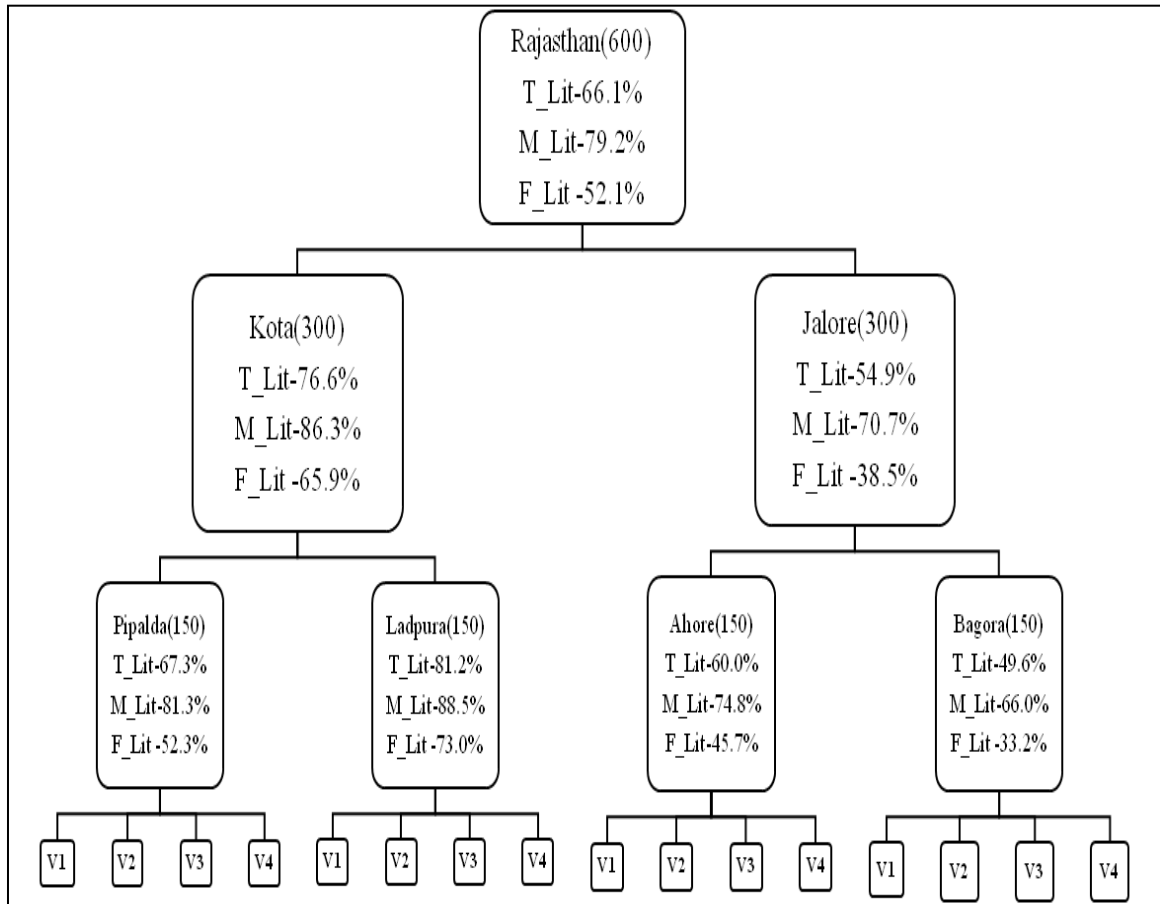 Rajasthan(600)
T_Lit-66.1%
M_Lit-79.2%
F_Lit -52.1%
Kota(300)
T_Lit-76.6%
M_Lit-86.3%
F_Lit -65.9%
Jalore(300)
T_Lit-54.9%
M_Lit-70.7%
F_Lit -38.5%
Pipalda(150)
T_Lit-67.3%
M_Lit-81.3%
F_Lit -52.3%
Ladpura(150)
T_Lit-81.2%
M_Lit-88.5%
F_Lit -73.0%
Ahore(150)
T_Lit-60.0%
M_Lit-74.8%
F_Lit-45.7%
Bagora(150)
T_Lit-49.6%
M_Lit-66.0%
F_Lit -33.2%
V1
V2
V3
V4
V1
V2
V3
V4
V1
V2
V3
V4
V1
V2
V3
V4